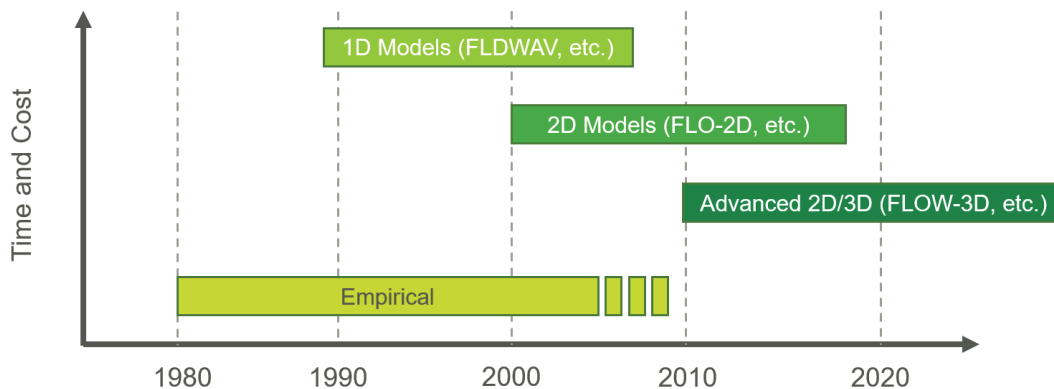 1D Models (FLDWAV, etc.)
2D Models (FLO-2D, etc.)
Advanced 2D/3D (FLOW-3D, etc.)
Time and Cost
Empirical
1980 1990 2000 2010 2020